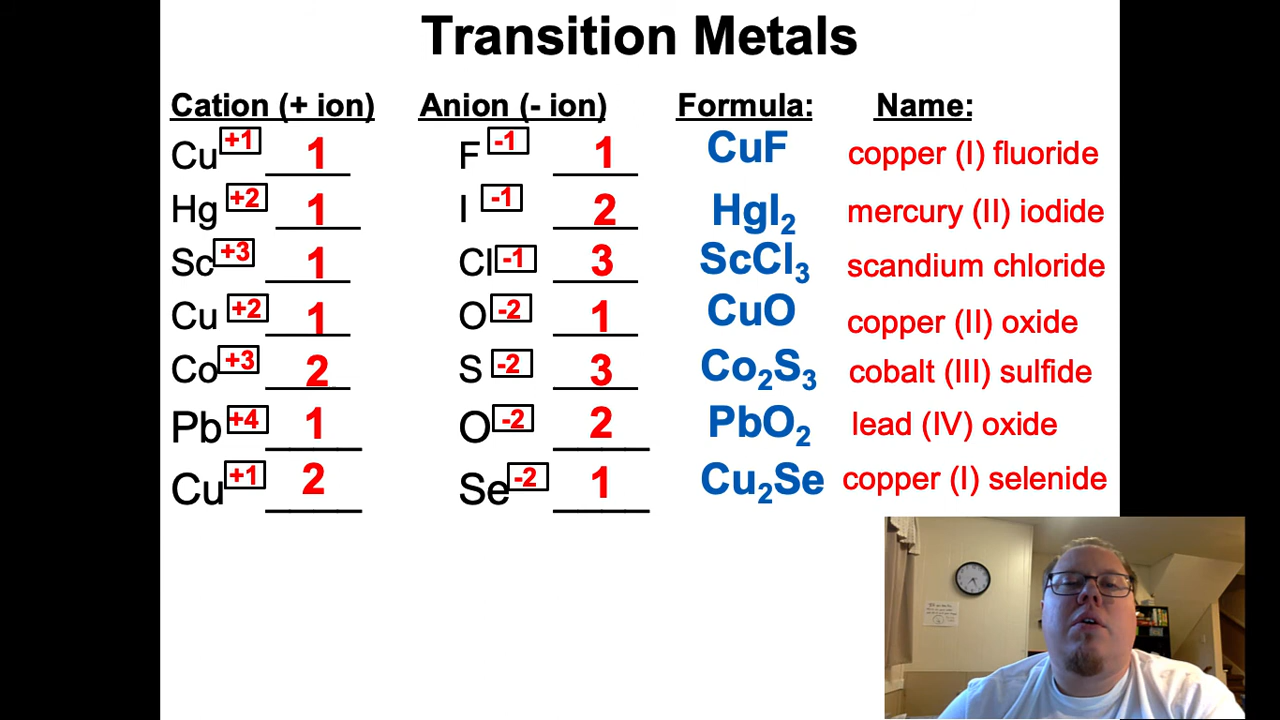 Transition Metals
Cation (+ ion) Anion (- ion) Formula: Name:
Cu +1 1 F -1 1 CuF copper (I) fluoride
Hg +2 1 I -1 2 HgI₂ mercury (II) iodide
Sc +3 1 Cl -1 3 ScCl₃ scandium chloride
Cu +2 1 O -2 1 CuO copper (II) oxide
Co +3 2 S -2 3 Co₂S₃ cobalt (III) sulfide
Pb +4 1 O -2 2 PbO₂ lead (IV) oxide
Cu +1 2 Se -2 1 Cu₂Se copper (I) selenide